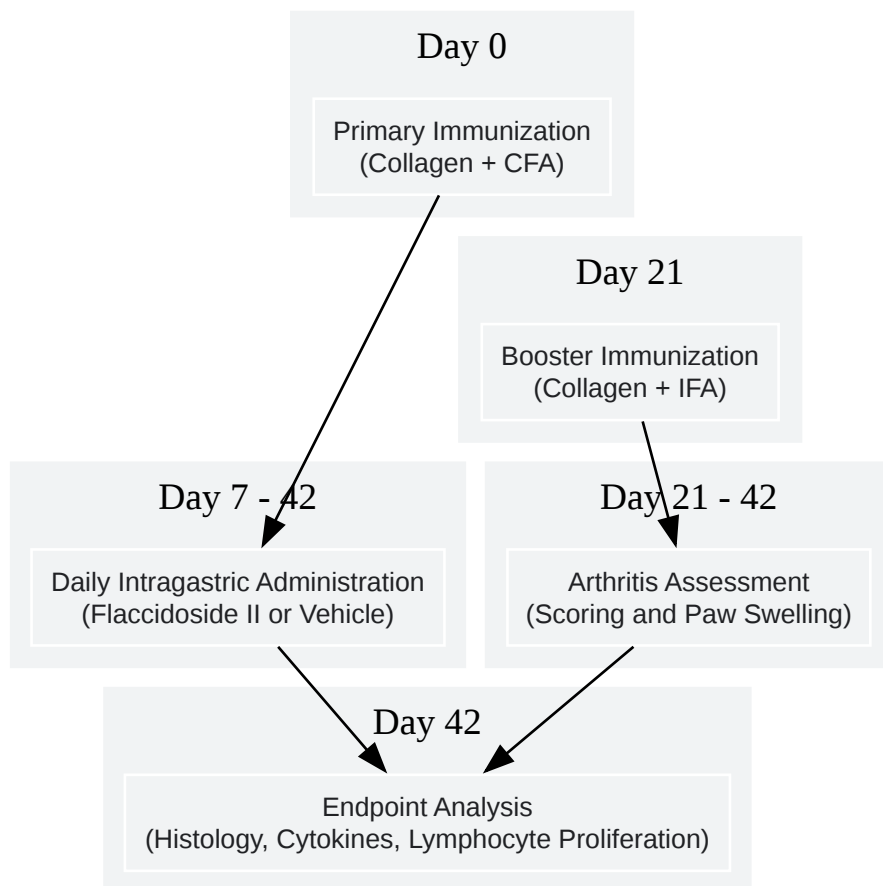 Day 0
Primary Immunization
(Collagen + CFA)
Day 21
Booster Immunization
(Collagen + IFA)
Day 7 - 42
Daily Intragastric Administration
(Flaccidoside II or Vehicle)
Day 21 - 42
Arthritis Assessment
(Scoring and Paw Swelling)
Day 42
Endpoint Analysis
(Histology, Cytokines, Lymphocyte Proliferation)